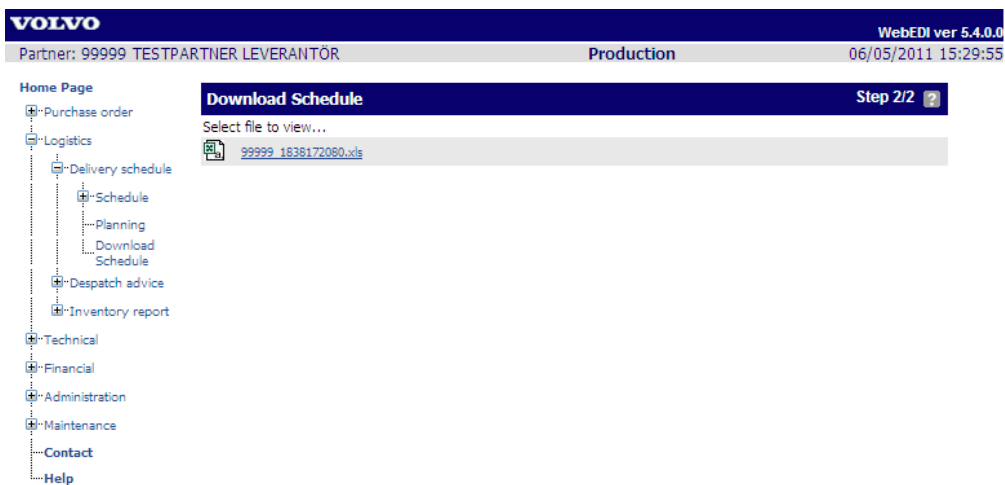 VOLVO
WebEDI ver 5.4.0.0
Partner: 99999 TESTPARTNER LEVERANTÖR Production 06/05/2011 15:29:55
Home Page
Purchase order
Logistics
Delivery schedule
Schedule
Planning
Download
Schedule
Despatch advice
Inventory report
Technical
Financial
Administration
Maintenance
Contact
Help
Download Schedule Step 2/2 ?
Select file to view...
99999_1838172080.xls